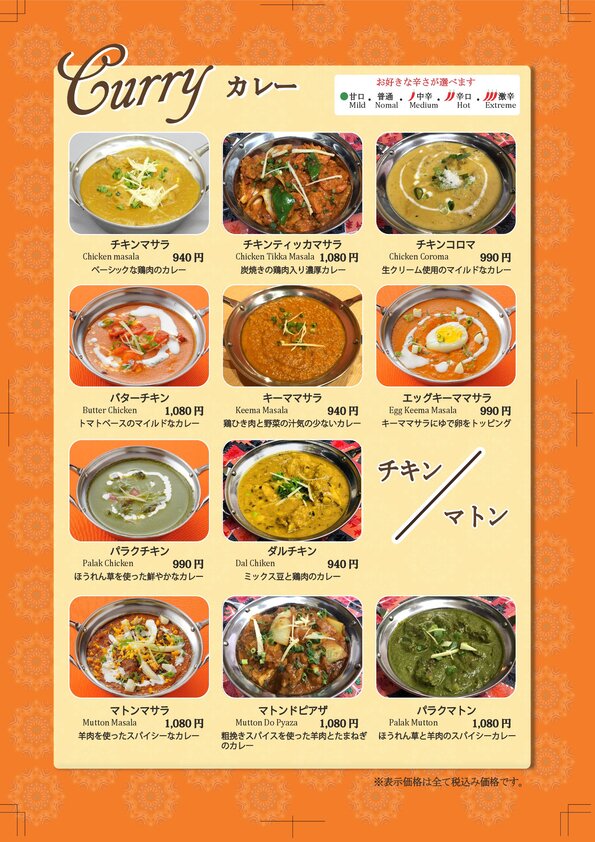 Curry カレー
お好きな辛さが選べます
甘口・普通・中辛・辛口・激辛
Mild Nomal Medium Hot Extreme
チキンマサラ
Chicken masala 940円
ベーシックな鶏肉のカレー
チキンティッカマサラ
Chicken Tikka Masala 1,080円
炭焼きの鶏肉入り濃厚カレー
チキンコロマ
Chicken Coroma 990円
生クリーム使用のマイルドなカレー
バターチキン
Butter Chicken 1,080円
トマトベースのマイルドなカレー
キーママサラ
Keema Masala 940円
鶏ひき肉と野菜の汁気の少ないカレー
エッグキーママサラ
Egg Keema Masala 990円
キーママサラにゆで卵をトッピング
パラクチキン
Palak Chicken 990円
ほうれん草を使った鮮やかなカレー
ダルチキン
Dal Chiken 940円
ミックス豆と鶏肉のカレー
チキン
マトン
マトンマサラ
Mutton Masala 1,080円
羊肉を使ったスパイシーなカレー
マトンドピアザ
Mutton Do Pyaza 1,080円
粗挽きスパイスを使った羊肉とたまねぎ
のカレー
パラクマトン
Palak Mutton 1,080円
ほうれん草と羊肉のスパイシーカレー
※表示価格は全て税込み価格です。